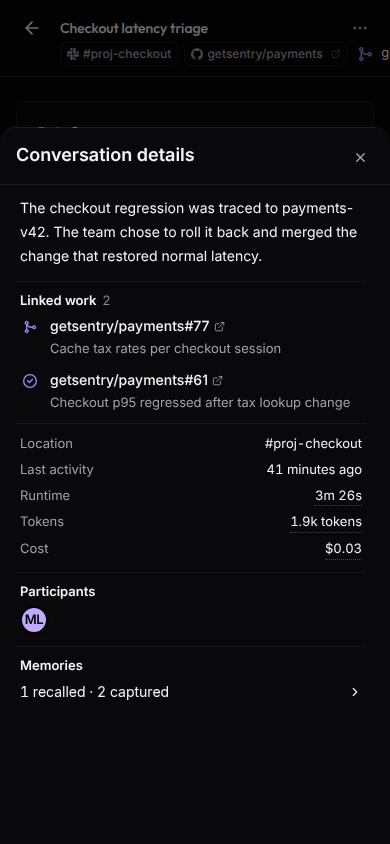 Checkout latency triage
#proj-checkout
getsentry/payments
g
Conversation details
The checkout regression was traced to payments-
v42. The team chose to roll it back and merged the
change that restored normal latency.
Linked work 2
getsentry/payments#77
Cache tax rates per checkout session
getsentry/payments#61
Checkout p95 regressed after tax lookup change
Location #proj-checkout
Last activity 41 minutes ago
Runtime 3m 26s
Tokens 1.9k tokens
Cost $0.03
Participants
ML
Memories
1 recalled · 2 captured